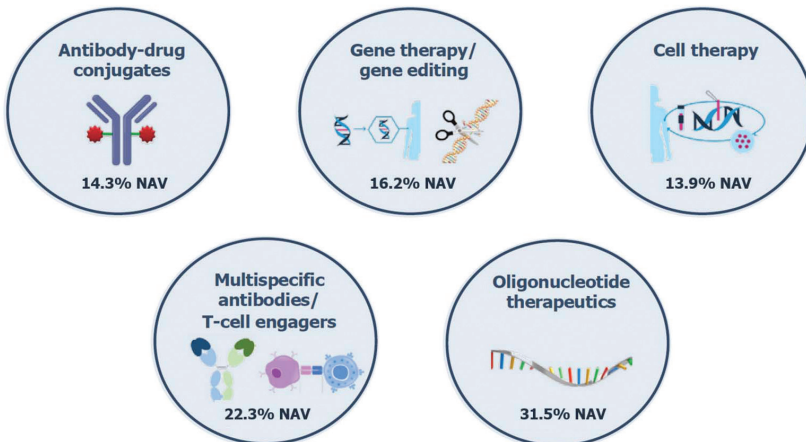 Antibody-drug
conjugates
14.3% NAV
Gene therapy/
gene editing
16.2% NAV
Cell therapy
13.9% NAV
Multispecific
antibodies/
T-cell engagers
22.3% NAV
Oligonucleotide
therapeutics
31.5% NAV